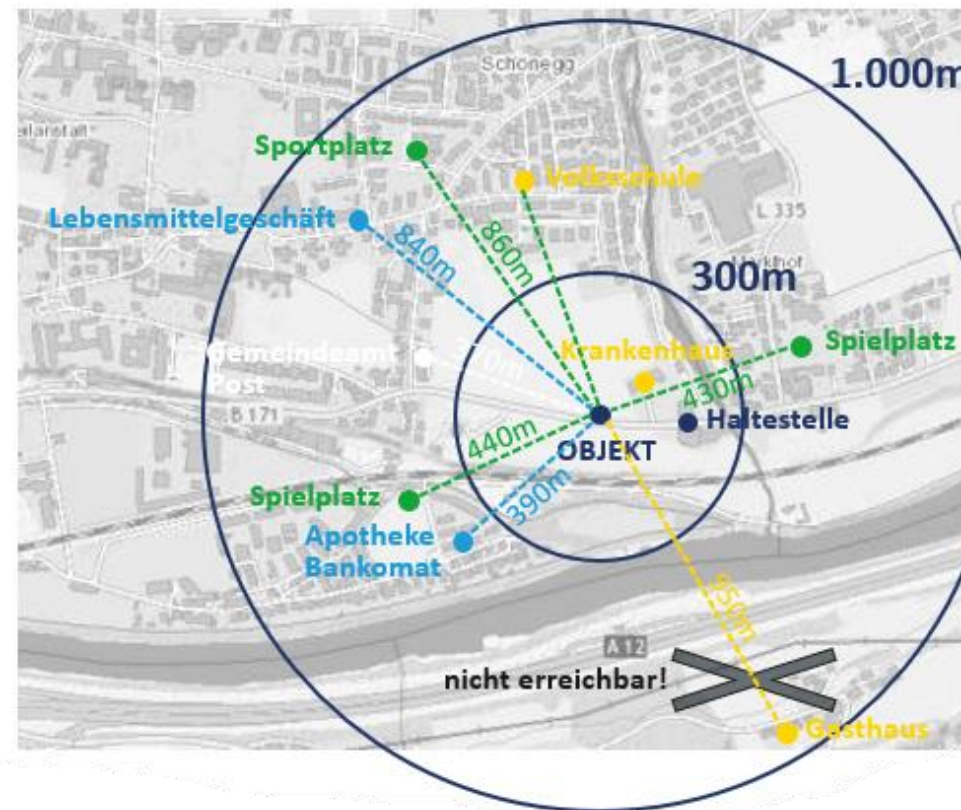 Schönegg
1.000m
Sportplatz
Volksschule
Lebensmittelgeschäft
L 335
840m
860m
300m
Gemeindeamt
Post
Krankenhaus
Spielplatz
B 171
430m
Haltestelle
440m
OBJEKT
Spielplatz
390m
Apotheke
Bankomat
950m
A 12
nicht erreichbar!
Gasthaus